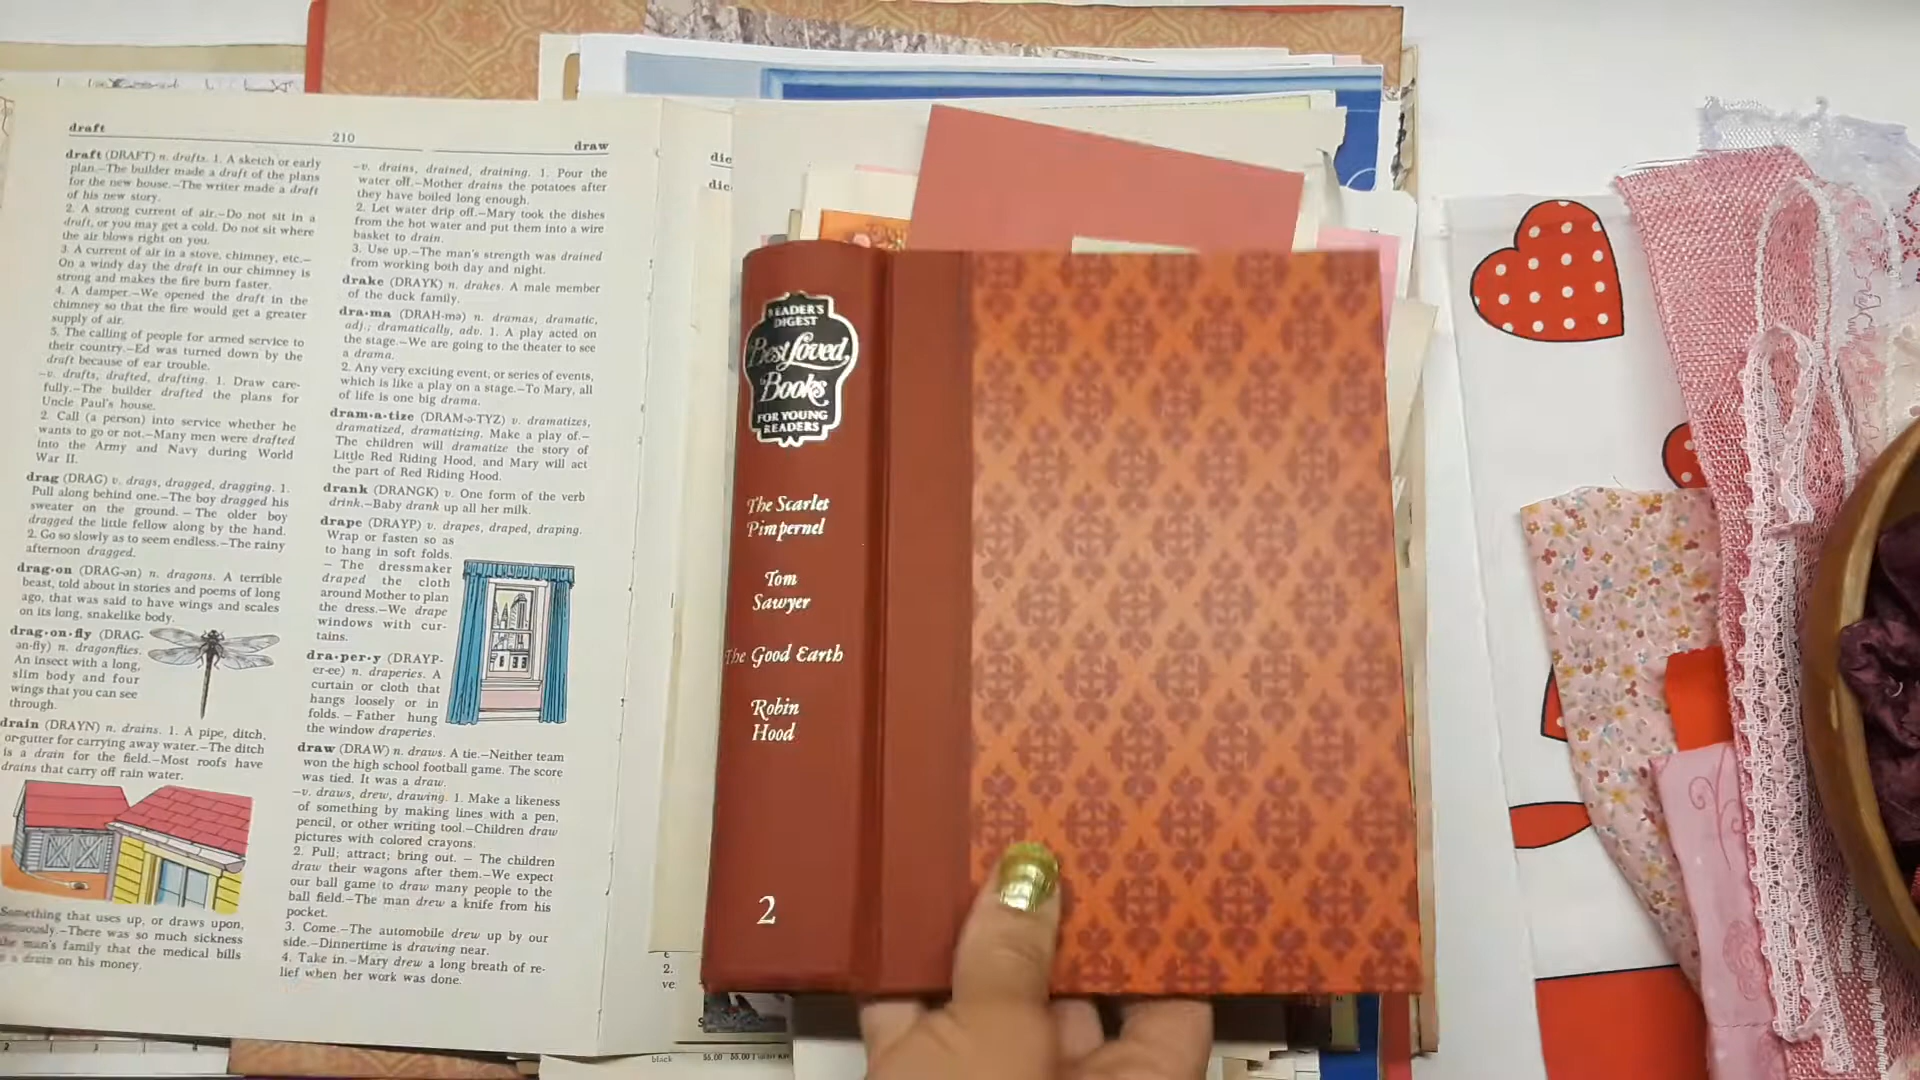 draft
210
draw
draft (DRAFT) n. drafts. 1. A sketch or early
plan.—The builder made a draft of the plans
for the new house.—The writer made a draft
of his new story.
2. A strong current of air.—Do not sit in a
draft, or you may get a cold. Do not sit where
the air blows right on you.
3. A current of air in a stove, chimney, etc.—
On a windy day the draft in our chimney is
strong and makes the fire burn faster.
4. A damper.—We opened the draft in the
chimney so that the fire would get a greater
supply of air.
5. The calling of people for armed service to
their country.—Ed was turned down by the
draft because of ear trouble.
—v. drafts, drafted, drafting. 1. Draw care-
fully.—The builder drafted the plans for
Uncle Paul's house.
2. Call (a person) into service whether he
wants to go or not.—Many men were drafted
into the Army and Navy during World
War II.
drag (DRAG) v. drags, dragged, dragging. 1.
Pull along behind one.—The boy dragged his
sweater on the ground. — The older boy
dragged the little fellow along by the hand.
2. Go so slowly as to seem endless.—The rainy
afternoon dragged.
drag·on (DRAG-ən) n. dragons. A terrible
beast, told about in stories and poems of long
ago, that was said to have wings and scales
on its long, snakelike body.
drag·on·fly (DRAG-
ən-fly) n. dragonflies.
An insect with a long,
slim body and four
wings that you can see
through.
drain (DRAYN) n. drains. 1. A pipe, ditch,
or gutter for carrying away water.—The ditch
is a drain for the field.—Most roofs have
drains that carry off rain water.
Something that uses up, or draws upon,
.—There was so much sickness
man's family that the medical bills
a drain on his money.
—v. drains, drained, draining. 1. Pour the
water off.—Mother drains the potatoes after
they have boiled long enough.
2. Let water drip off.—Mary took the dishes
from the hot water and put them into a wire
basket to drain.
3. Use up.—The man's strength was drained
from working both day and night.
drake (DRAYK) n. drakes. A male member
of the duck family.
dra·ma (DRAH-mə) n. dramas, dramatic,
adj.; dramatically, adv. 1. A play acted on
the stage.—We are going to the theater to see
a drama.
2. Any very exciting event, or series of events,
which is like a play on a stage.—To Mary, all
of life is one big drama.
dram·a·tize (DRAM-ə-TYZ) v. dramatizes,
dramatized, dramatizing. Make a play of.—
The children will dramatize the story of
Little Red Riding Hood, and Mary will act
the part of Red Riding Hood.
drank (DRANGK) v. One form of the verb
drink.—Baby drank up all her milk.
drape (DRAYP) v. drapes, draped, draping.
Wrap or fasten so as
to hang in soft folds.
— The dressmaker
draped the cloth
around Mother to plan
the dress.—We drape
windows with cur-
tains.
dra·per·y (DRAYP-
er-ee) n. draperies. A
curtain or cloth that
hangs loosely or in
folds. — Father hung
the window draperies.
draw (DRAW) n. draws. A tie.—Neither team
won the high school football game. The score
was tied. It was a draw.
—v. draws, drew, drawing. 1. Make a likeness
of something by making lines with a pen,
pencil, or other writing tool.—Children draw
pictures with colored crayons.
2. Pull; attract; bring out. — The children
draw their wagons after them.—We expect
our ball game to draw many people to the
ball field.—The man drew a knife from his
pocket.
3. Come.—The automobile drew up by our
side.—Dinnertime is drawing near.
4. Take in.—Mary drew a long breath of re-
lief when her work was done.
dic
dic
2.
ve
black $5.00 $5.00
READER'S
DIGEST
Best Loved
Books
FOR YOUNG
READERS
The Scarlet
Pimpernel
Tom
Sawyer
The Good Earth
Robin
Hood
2